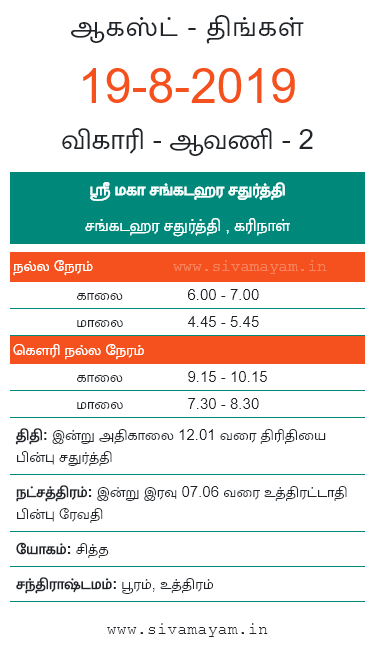 ஆகஸ்ட் - திங்கள்
19-8-2019
விகாரி - ஆவணி - 2
ஸ்ரீ மகா சங்கடஹர சதுர்த்தி
சங்கடஹர சதுர்த்தி , கரிநாள்
நல்ல நேரம் www.sivamayam.in
காலை 6.00 - 7.00
மாலை 4.45 - 5.45
கௌரி நல்ல நேரம்
காலை 9.15 - 10.15
மாலை 7.30 - 8.30
திதி: இன்று அதிகாலை 12.01 வரை திரிதியை
பின்பு சதுர்த்தி
நட்சத்திரம்: இன்று இரவு 07.06 வரை உத்திரட்டாதி
பின்பு ரேவதி
யோகம்: சித்த
சந்திராஷ்டமம்: பூரம், உத்திரம்
www.sivamayam.in